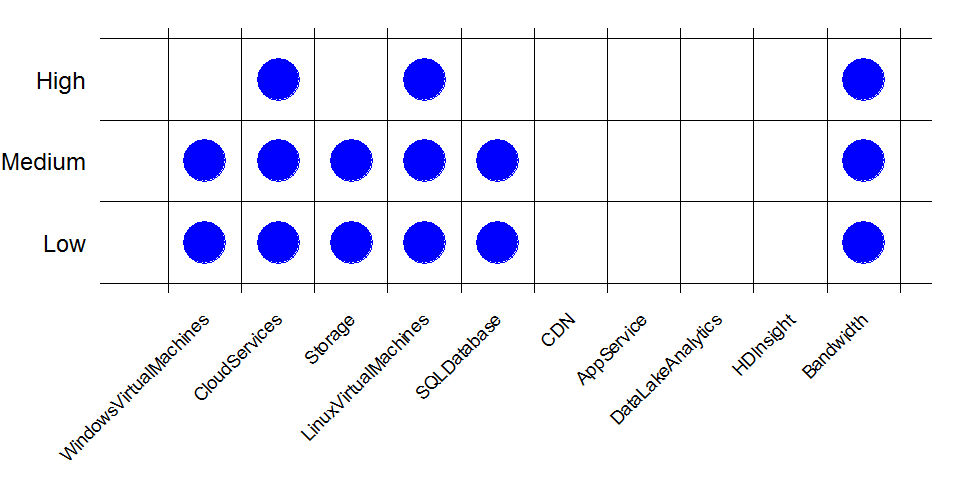 High
Medium
Low
WindowsVirtualMachines
CloudServices
Storage
LinuxVirtualMachines
SQLDatabase
CDN
AppService
DataLakeAnalytics
HDInsight
Bandwidth